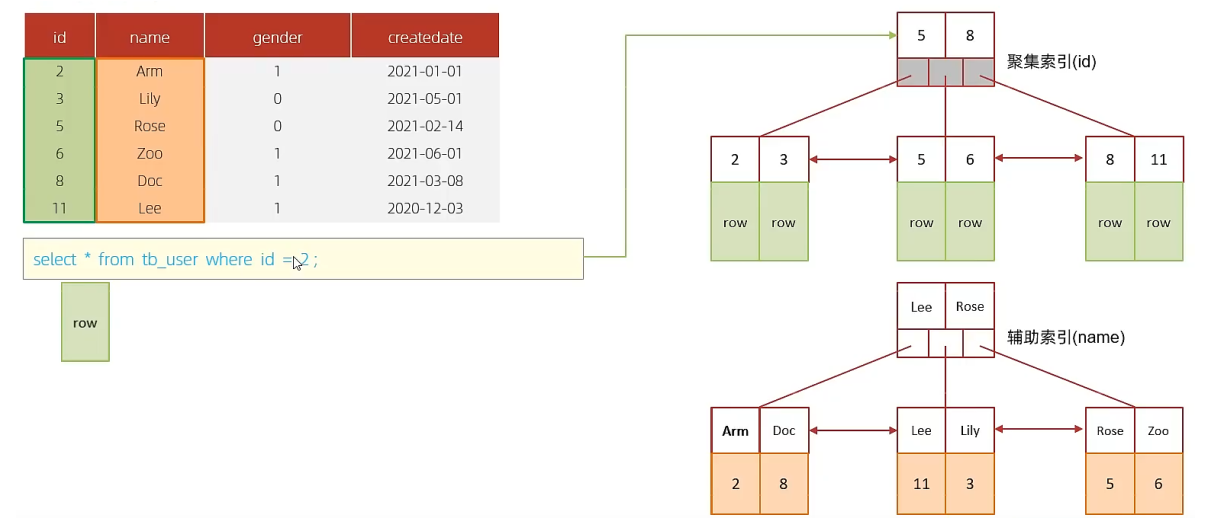 id name gender createdate
2 Arm 1 2021-01-01
3 Lily 0 2021-05-01
5 Rose 0 2021-02-14
6 Zoo 1 2021-06-01
8 Doc 1 2021-03-08
11 Lee 1 2020-12-03
select * from tb_user where id = 2 ;
row
5 8
聚集索引(id)
2 3 5 6 8 11
row row row row row row
Lee Rose
辅助索引(name)
Arm Doc Lee Lily Rose Zoo
2 8 11 3 5 6